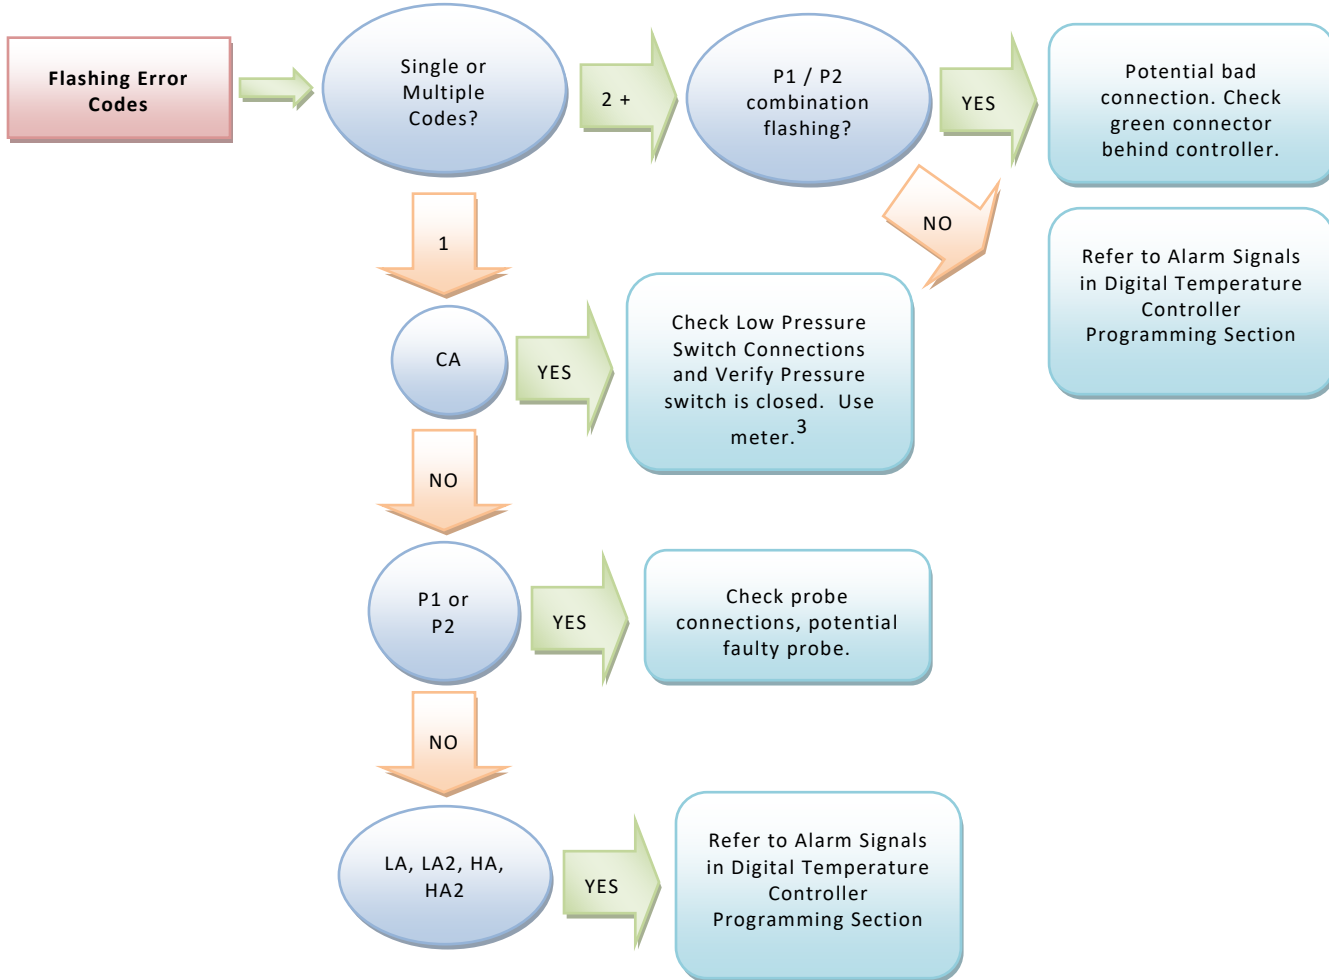 Flashing Error
Codes
Single or
Multiple
Codes?
2 +
P1 / P2
combination
flashing?
YES
Potential bad
connection. Check
green connector
behind controller.
NO
Refer to Alarm Signals
in Digital Temperature
Controller
Programming Section
1
CA
YES
Check Low Pressure
Switch Connections
and Verify Pressure
switch is closed.  Use
meter.3
NO
P1 or
P2
YES
Check probe
connections, potential
faulty probe.
NO
LA, LA2, HA,
HA2
YES
Refer to Alarm Signals
in Digital Temperature
Controller
Programming Section